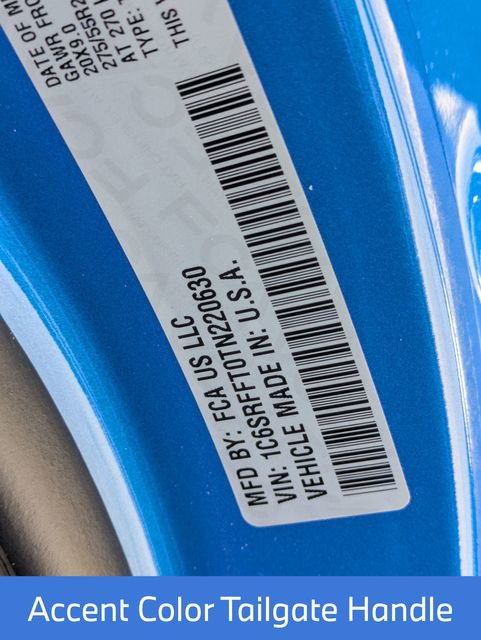 DATE OF M
GAWR FRO
20X9.0
275/55R2
AT 270
TYPE:
THIS V
MFD BY: FCA US LLC
VIN: 1C6SRFFT0TN220630
VEHICLE MADE IN: U.S.A.
Accent Color Tailgate Handle